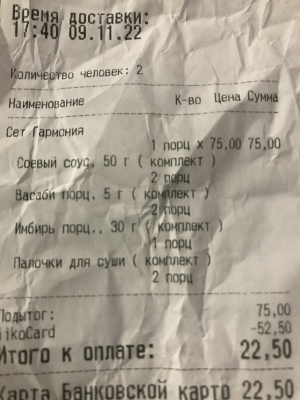 Время доставки:
17:40 09.11.22
Количество человек: 2
Наименование К-во Цена Сумма
Сет Гармония
1 порц x 75,00 75,00
Соевый соус, 50 г ( комплект )
2 порц
Васаби порц. 5 г ( комплект )
2 порц
Имбирь порц., 30 г ( комплект )
1 порц
Палочки для суши ( комплект )
2 порц
Подытог: 75,00
iikoCard -52,50
Итого к оплате: 22,50
Карта Банковской карто 22,50